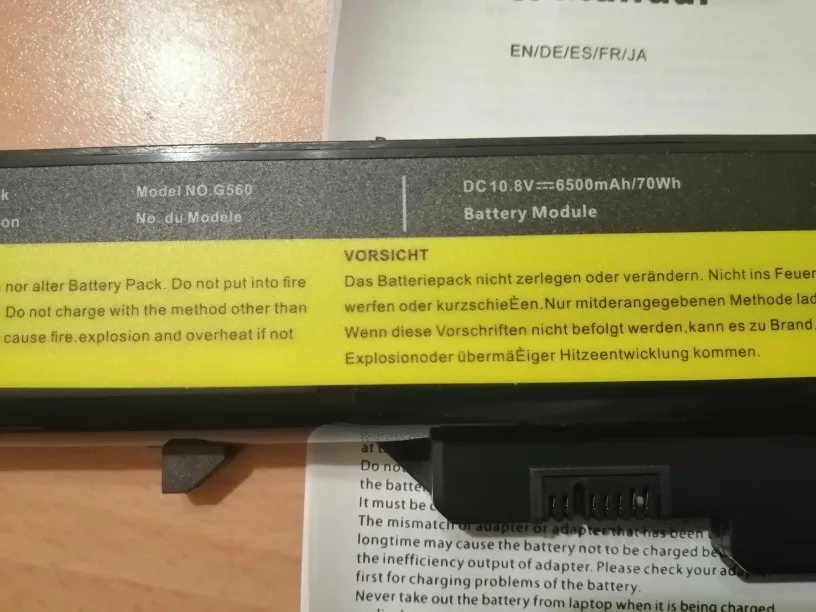 EN/DE/ES/FR/JA
k
Model NO.G560
DC 10.8V⎓6500mAh/70Wh
on
No. du Modele
Battery Module
VORSICHT
nor alter Battery Pack. Do not put into fire
Do not charge with the method other than
cause fire.explosion and overheat if not
Das Batteriepack nicht zerlegen oder verändern. Nicht ins Feuer
werfen oder kurzschieÈen.Nur mitderangegebenen Methode lad
Wenn diese Vorschriften nicht befolgt werden,kann es zu Brand,
Explosionoder übermäÈiger Hitzeentwicklung kommen.
at
Do no
the batte
It must be
The mismatch of adapter or adapter that has been
longtime may cause the battery not to be charged be
the inefficiency output of adapter. Please check your adap
first for charging problems of the battery.
Never take out the battery from laptop when it is being charged